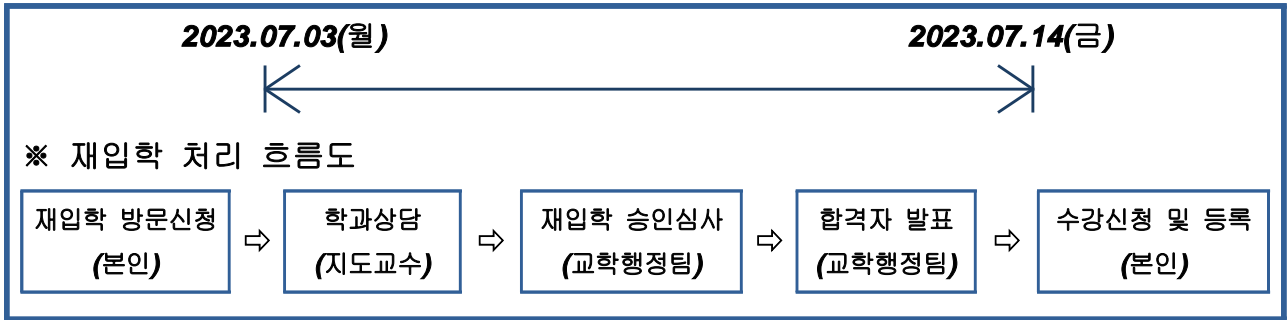 2023.07.03(월) 2023.07.14(금)
※ 재입학 처리 흐름도
재입학 방문신청 ⇨ 학과상담 ⇨ 재입학 승인심사 ⇨ 합격자 발표 ⇨ 수강신청 및 등록
(본인) (지도교수) (교학행정팀) (교학행정팀) (본인)